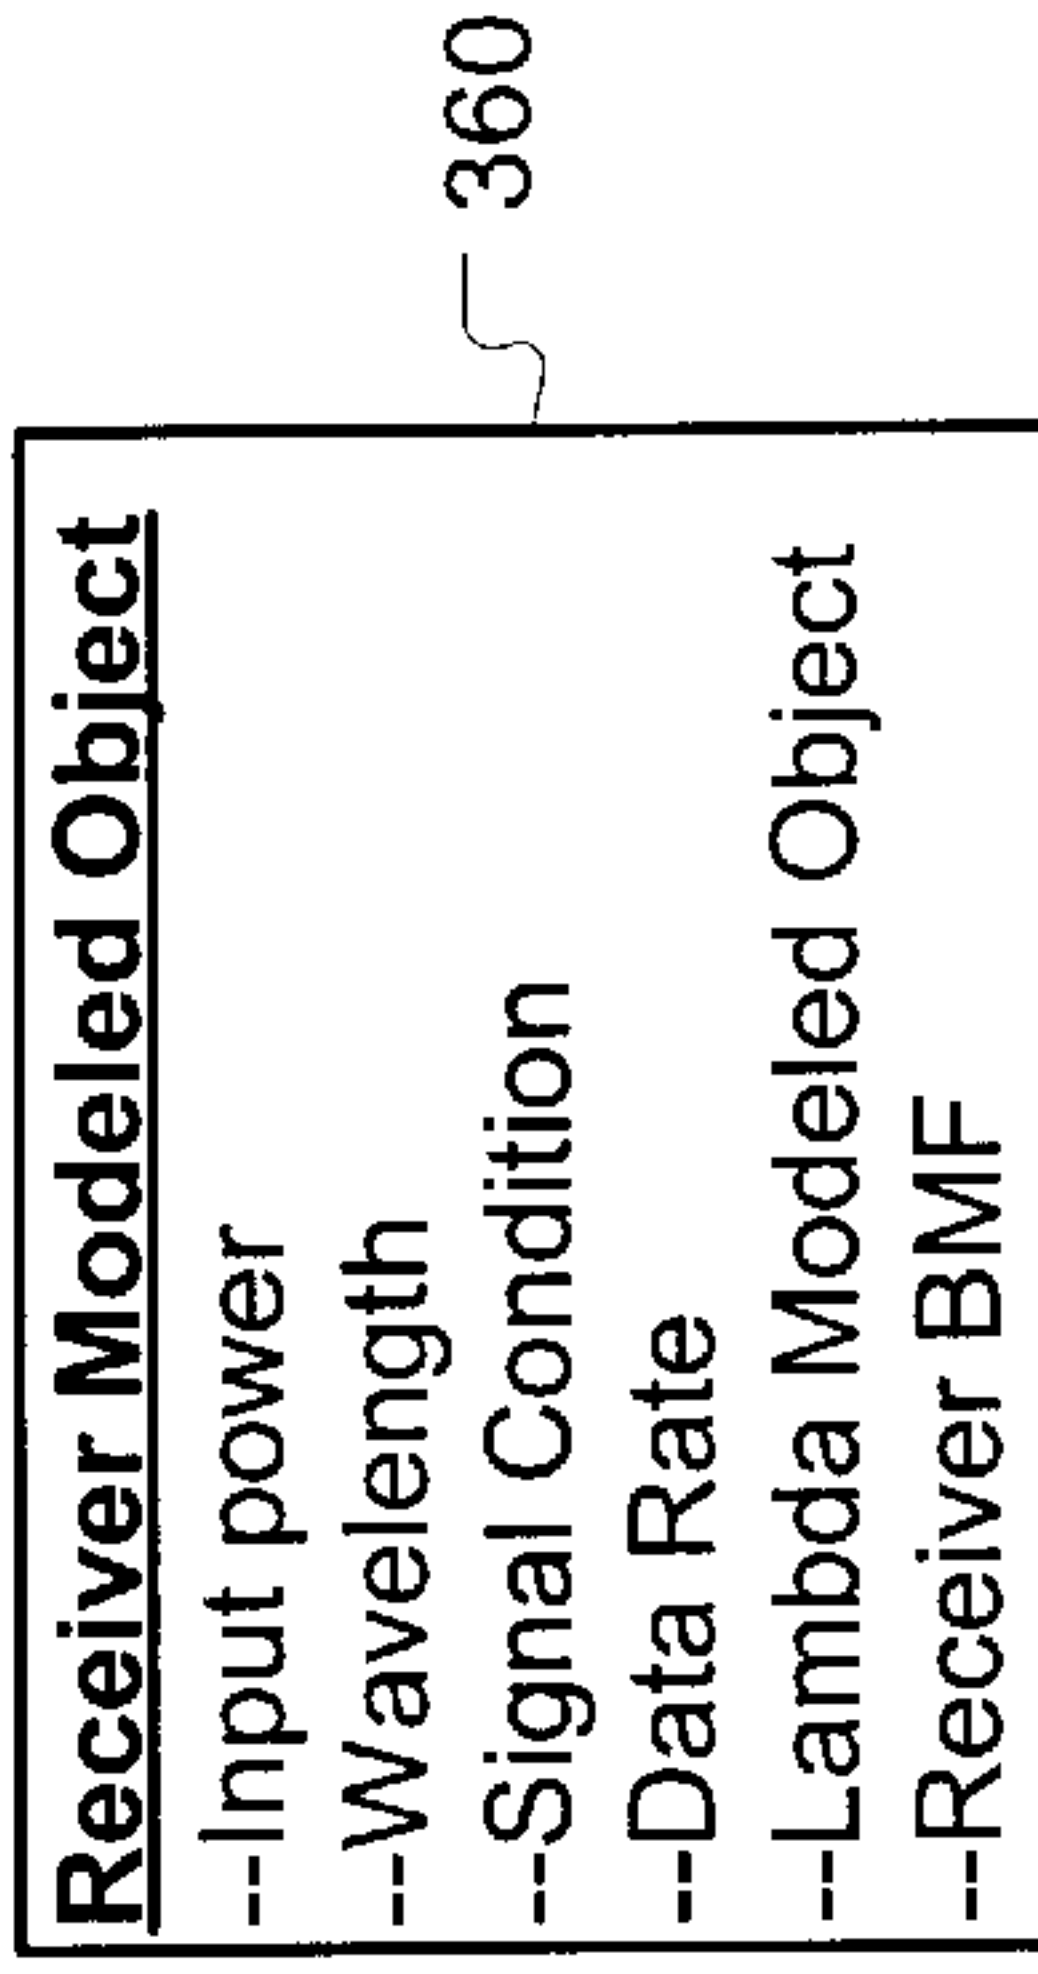 Receiver Modeled Object
--Input power
--Wavelength
--Signal Condition
--Data Rate
--Lambda Modeled Object
--Receiver BMF
360